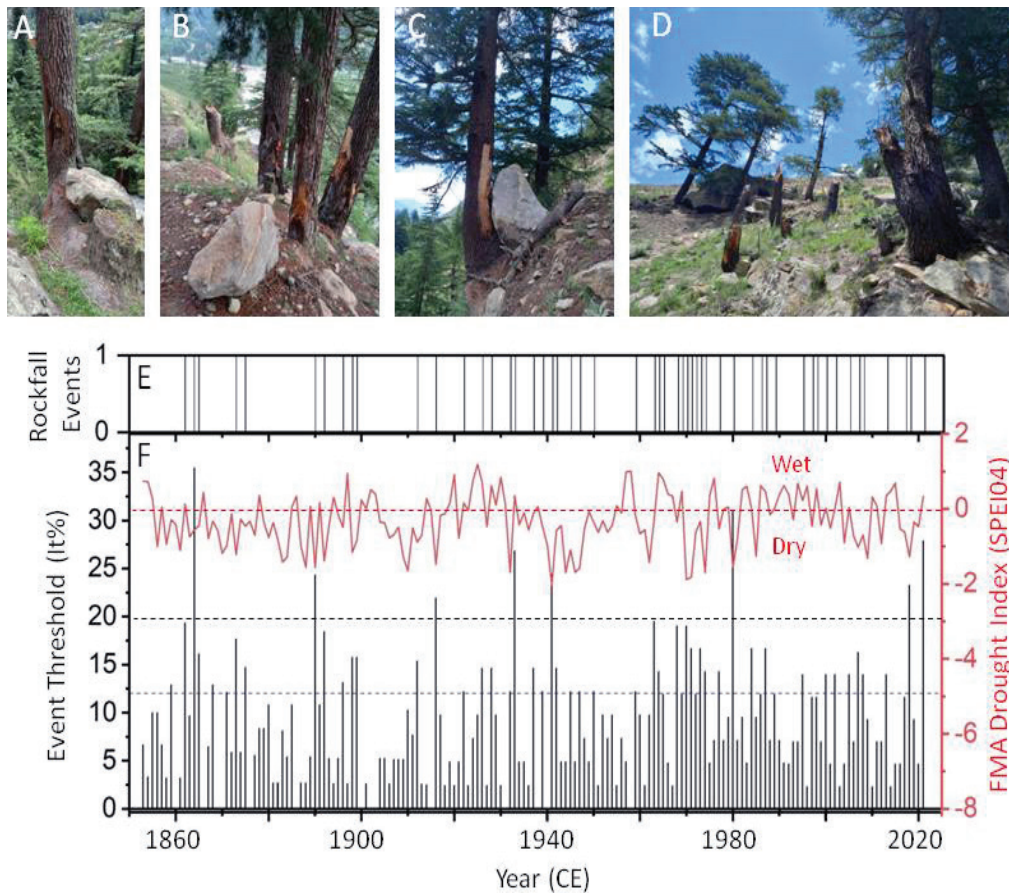 A
B
C
D
Rockfall
Events
1
0
E
F
Event Threshold (It%)
35
30
25
20
15
10
5
0
Wet
Dry
2
0
-2
-4
-6
-8
FMA Drought Index (SPEI04)
1860
1900
1940
1980
2020
Year (CE)